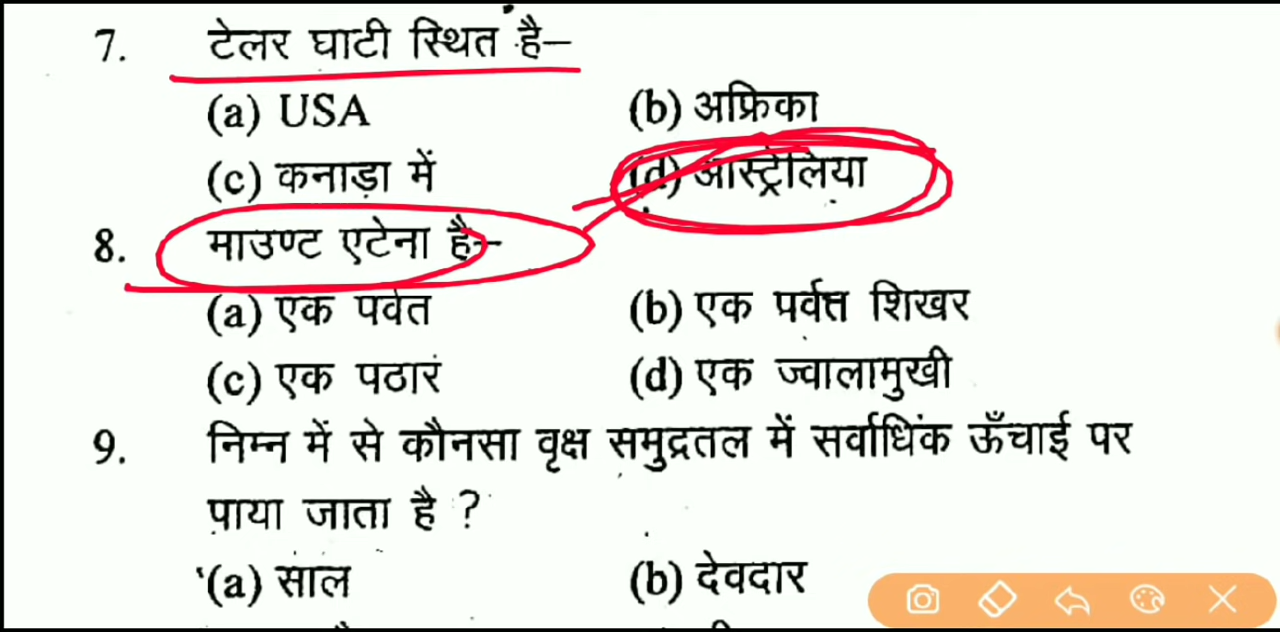 7. टेलर घाटी स्थित है–
(a) USA (b) अफ्रिका
(c) कनाड़ा में (d) आस्ट्रेलिया
8. माउण्ट एटेना है–
(a) एक पर्वत (b) एक पर्वत्त शिखर
(c) एक पठार (d) एक ज्वालामुखी
9. निम्न में से कौनसा वृक्ष समुद्रतल में सर्वाधिक ऊँचाई पर
पाया जाता है ?
(a) साल (b) देवदार